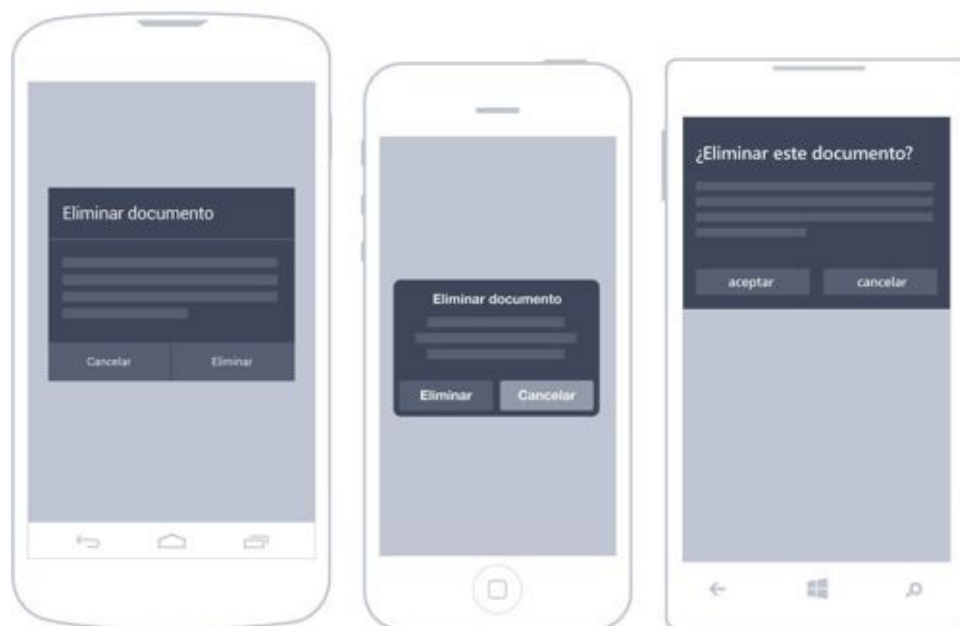 Eliminar documento
Cancelar Eliminar
Eliminar documento
Eliminar Cancelar
¿Eliminar este documento?
aceptar cancelar